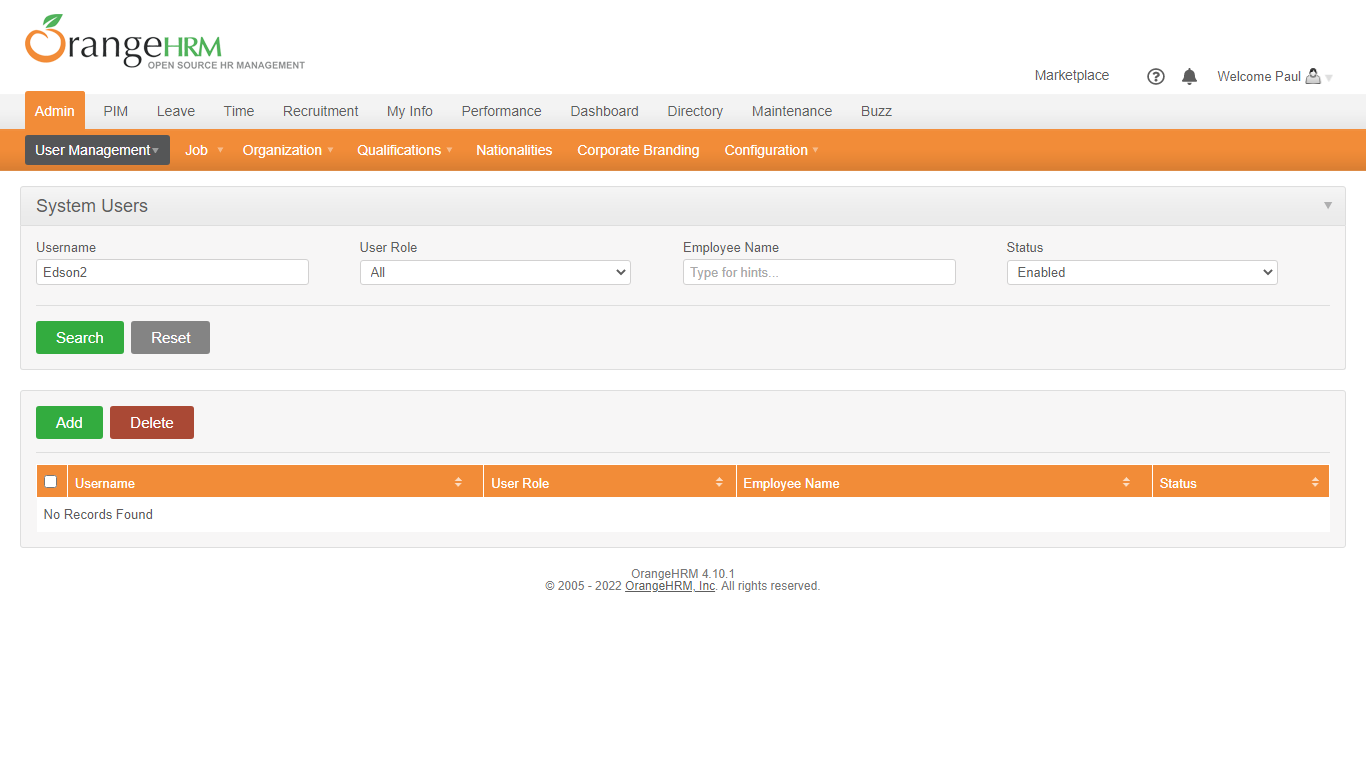 OrangeHRM
OPEN SOURCE HR MANAGEMENT
Marketplace ? Welcome Paul
Admin PIM Leave Time Recruitment My Info Performance Dashboard Directory Maintenance Buzz
User Management Job Organization Qualifications Nationalities Corporate Branding Configuration
System Users
Username User Role Employee Name Status
Edson2 All Type for hints... Enabled
Search Reset
Add Delete
Username User Role Employee Name Status
No Records Found
OrangeHRM 4.10.1
© 2005 - 2022 OrangeHRM, Inc. All rights reserved.